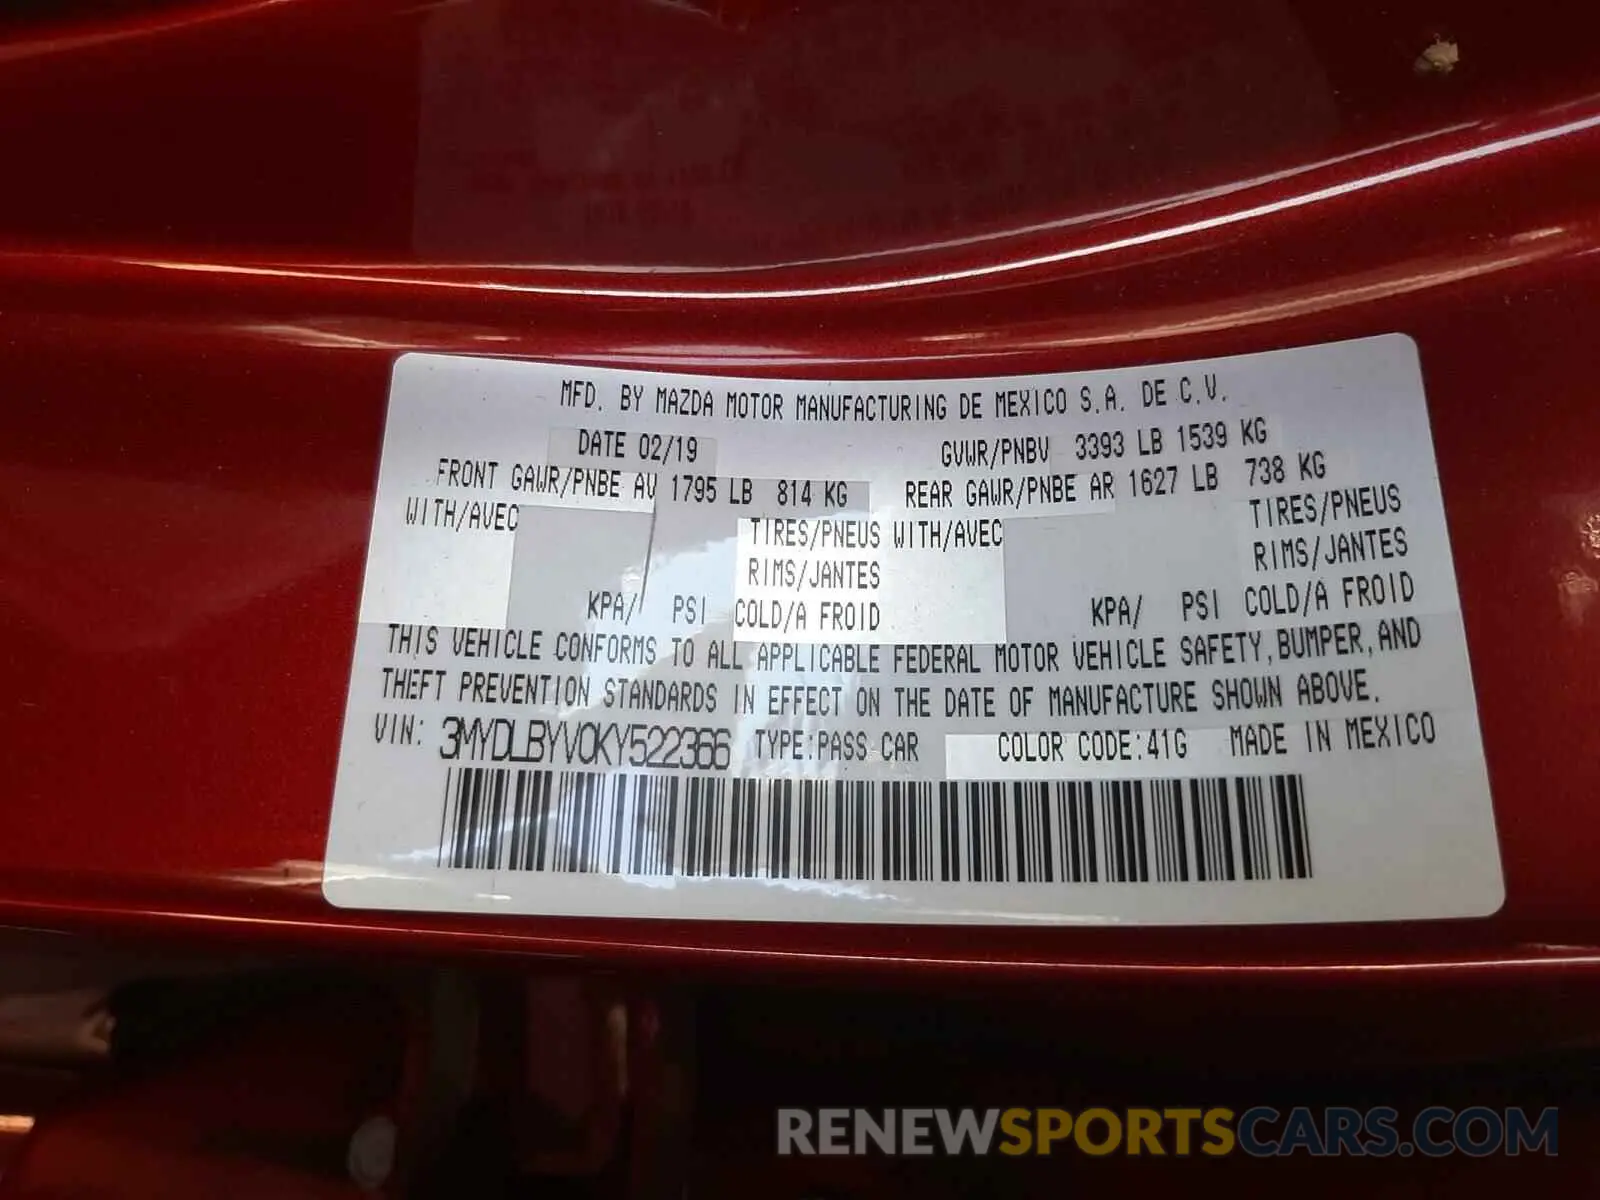 MFD. BY MAZDA MOTOR MANUFACTURING DE MEXICO S.A. DE C.V.
DATE 02/19 GVWR/PNBV 3393 LB 1539 KG
FRONT GAWR/PNBE AV 1795 LB 814 KG REAR GAWR/PNBE AR 1627 LB 738 KG
WITH/AVEC TIRES/PNEUS WITH/AVEC TIRES/PNEUS
RIMS/JANTES RIMS/JANTES
KPA/ PSI COLD/A FROID KPA/ PSI COLD/A FROID
THIS VEHICLE CONFORMS TO ALL APPLICABLE FEDERAL MOTOR VEHICLE SAFETY, BUMPER, AND
THEFT PREVENTION STANDARDS IN EFFECT ON THE DATE OF MANUFACTURE SHOWN ABOVE.
VIN: 3MYDLBYV0KY522366 TYPE:PASS CAR COLOR CODE:41G MADE IN MEXICO
RENEWSPORTSCARS.COM